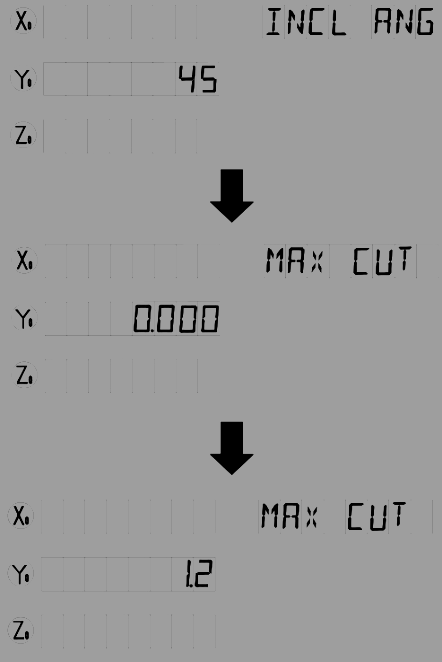 X₀ INCL ANG
Y₀ 45
Z₀
X₀ MAX CUT
Y₀ 0.000
Z₀
X₀ MAX CUT
Y₀ 1.2
Z₀